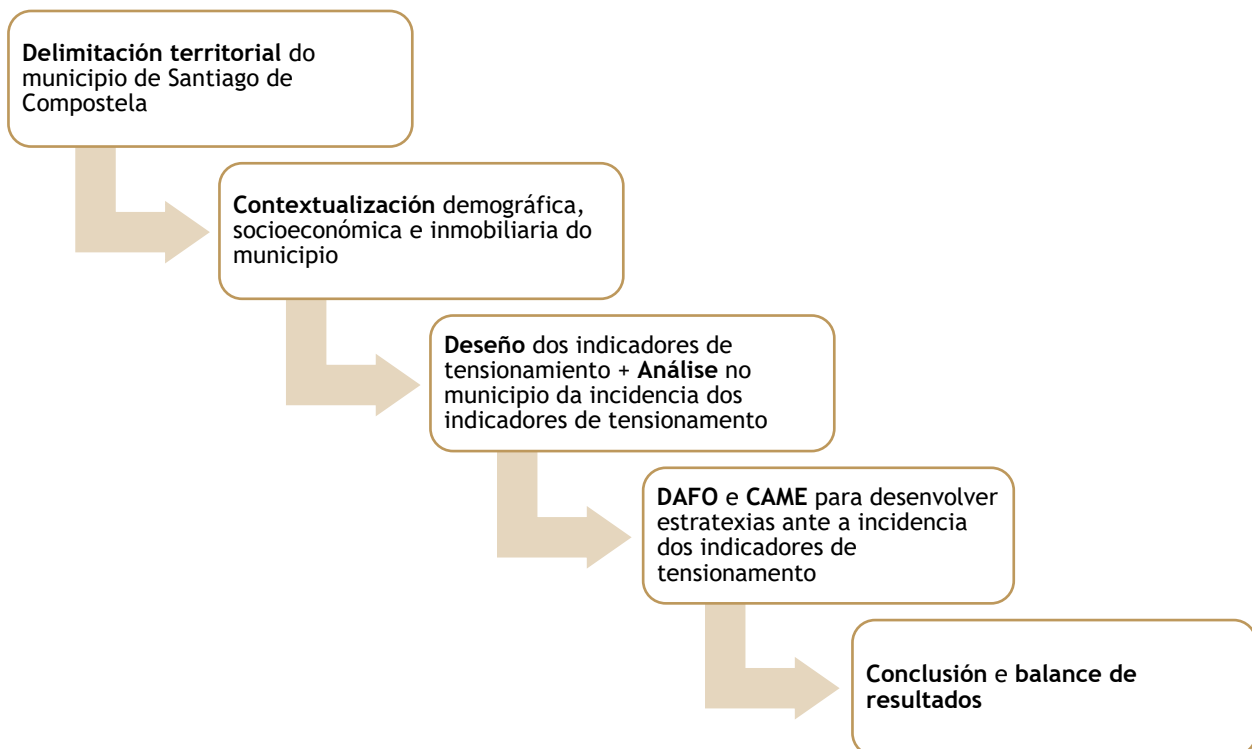 Delimitación territorial do
municipio de Santiago de
Compostela
Contextualización demográfica,
socioeconómica e inmobiliaria do
municipio
Deseño dos indicadores de
tensionamiento + Análise no
municipio da incidencia dos
indicadores de tensionamento
DAFO e CAME para desenvolver
estratexias ante a incidencia
dos indicadores de
tensionamento
Conclusión e balance de
resultados